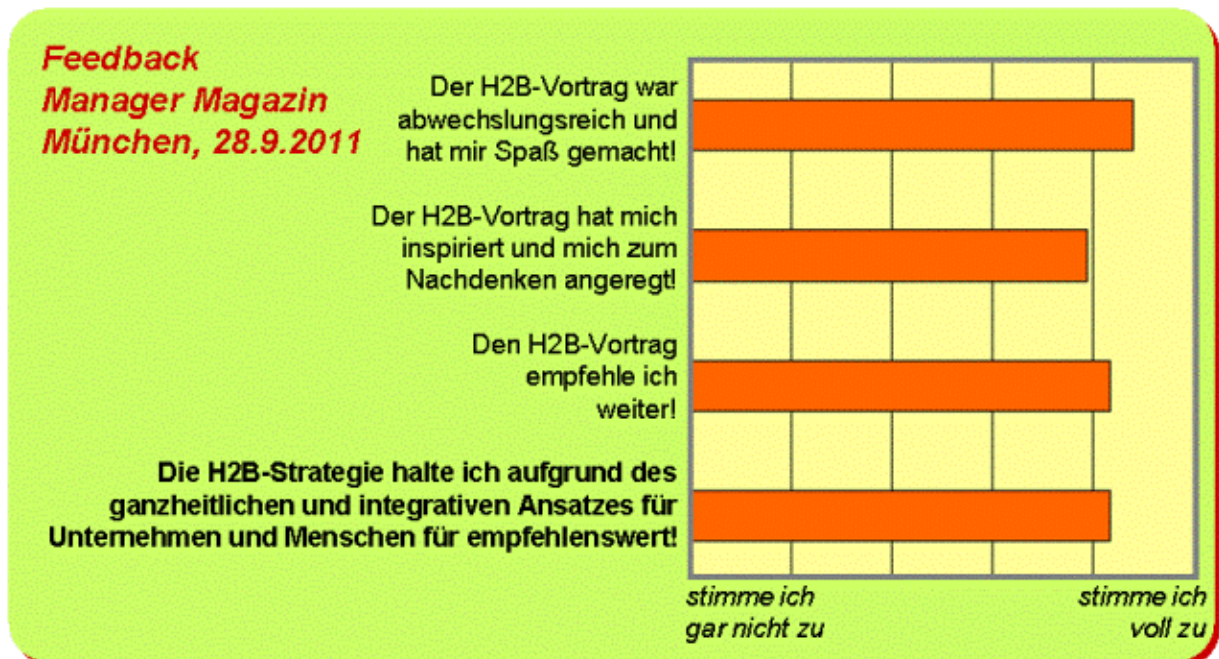 Feedback
Manager Magazin
München, 28.9.2011
Der H2B-Vortrag war
abwechslungsreich und
hat mir Spaß gemacht!
Der H2B-Vortrag hat mich
inspiriert und mich zum
Nachdenken angeregt!
Den H2B-Vortrag
empfehle ich
weiter!
Die H2B-Strategie halte ich aufgrund des
ganzheitlichen und integrativen Ansatzes für
Unternehmen und Menschen für empfehlenswert!
stimme ich
gar nicht zu
stimme ich
voll zu